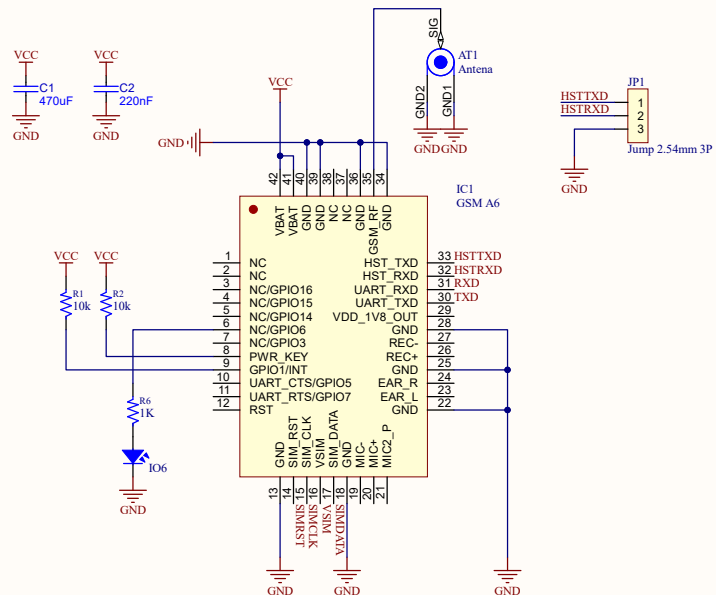 SIG
AT1
Antena
GND2
GND1
GND GND
VCC
C1
470uF
GND
VCC
C2
220nF
GND
VCC
GND
JP1
HSTTXD
HSTRXD
1
2
3
Jump 2.54mm 3P
GND
IC1
GSM A6
42 41 40 39 38 37 36 35 34
VBAT VBAT GND GND NC NC GND GSM_RF GND
1 NC
2 NC
3 NC/GPIO16
4 NC/GPIO15
5 NC/GPIO14
6 NC/GPIO6
7 NC/GPIO3
8 PWR_KEY
9 GPIO1/INT
10 UART_CTS/GPIO5
11 UART_RTS/GPIO7
12 RST
HST_TXD 33 HSTTXD
HST_RXD 32 HSTRXD
UART_RXD 31 RXD
UART_TXD 30 TXD
VDD_1V8_OUT 29
GND 28
REC- 27
REC+ 26
GND 25
EAR_R 24
EAR_L 23
GND 22
GND SIM_RST SIM_CLK VSIM SIM_DATA GND MIC- MIC+ MIC2_P
13 14 15 16 17 18 19 20 21
SIMRST SIMCLK VSIM SIMDATA
VCC
R1
10k
VCC
R2
10k
R6
1K
IO6
GND
GND
GND
GND